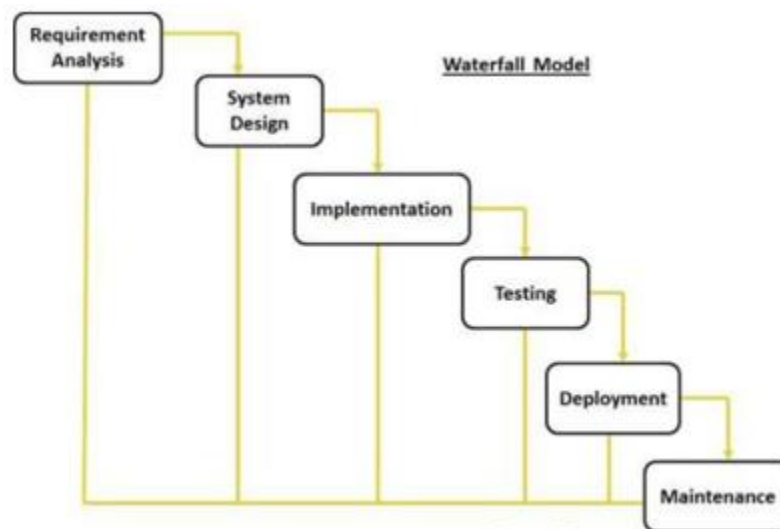 Requirement
Analysis
Waterfall Model
System
Design
Implementation
Testing
Deployment
Maintenance